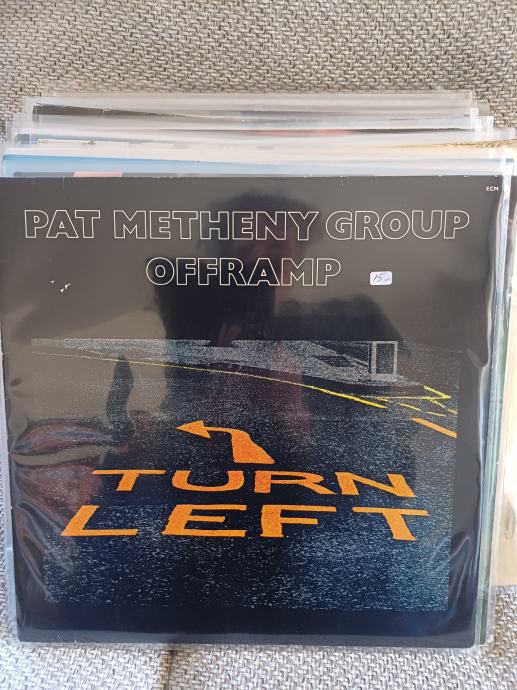 ECM
PAT METHENY GROUP
OFFRAMP
15,-
TURN
LEFT